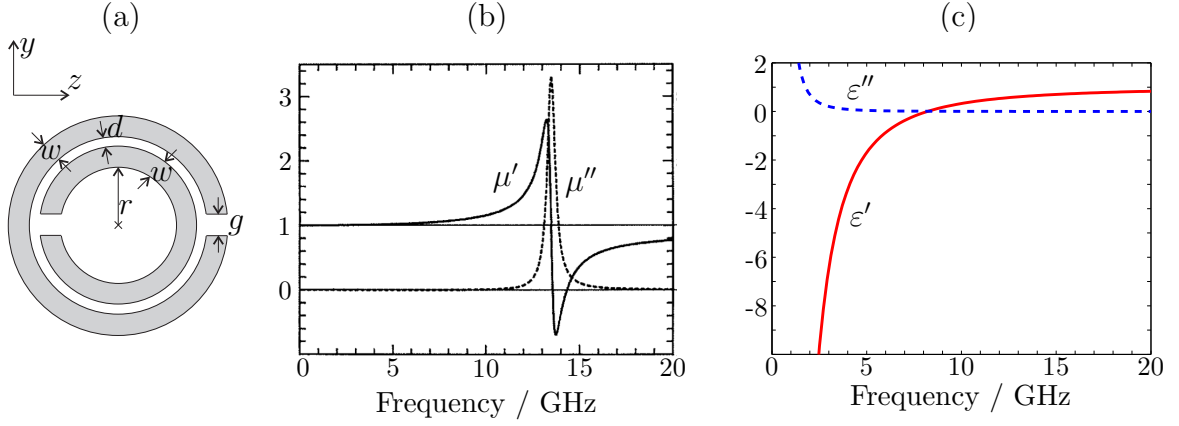 (a)
y
z
w
d
w
r
g
(b)
3
2
1
0
μ′
μ″
0
5
10
15
20
Frequency / GHz
(c)
2
0
-2
-4
-6
-8
ε″
ε′
0
5
10
15
20
Frequency / GHz